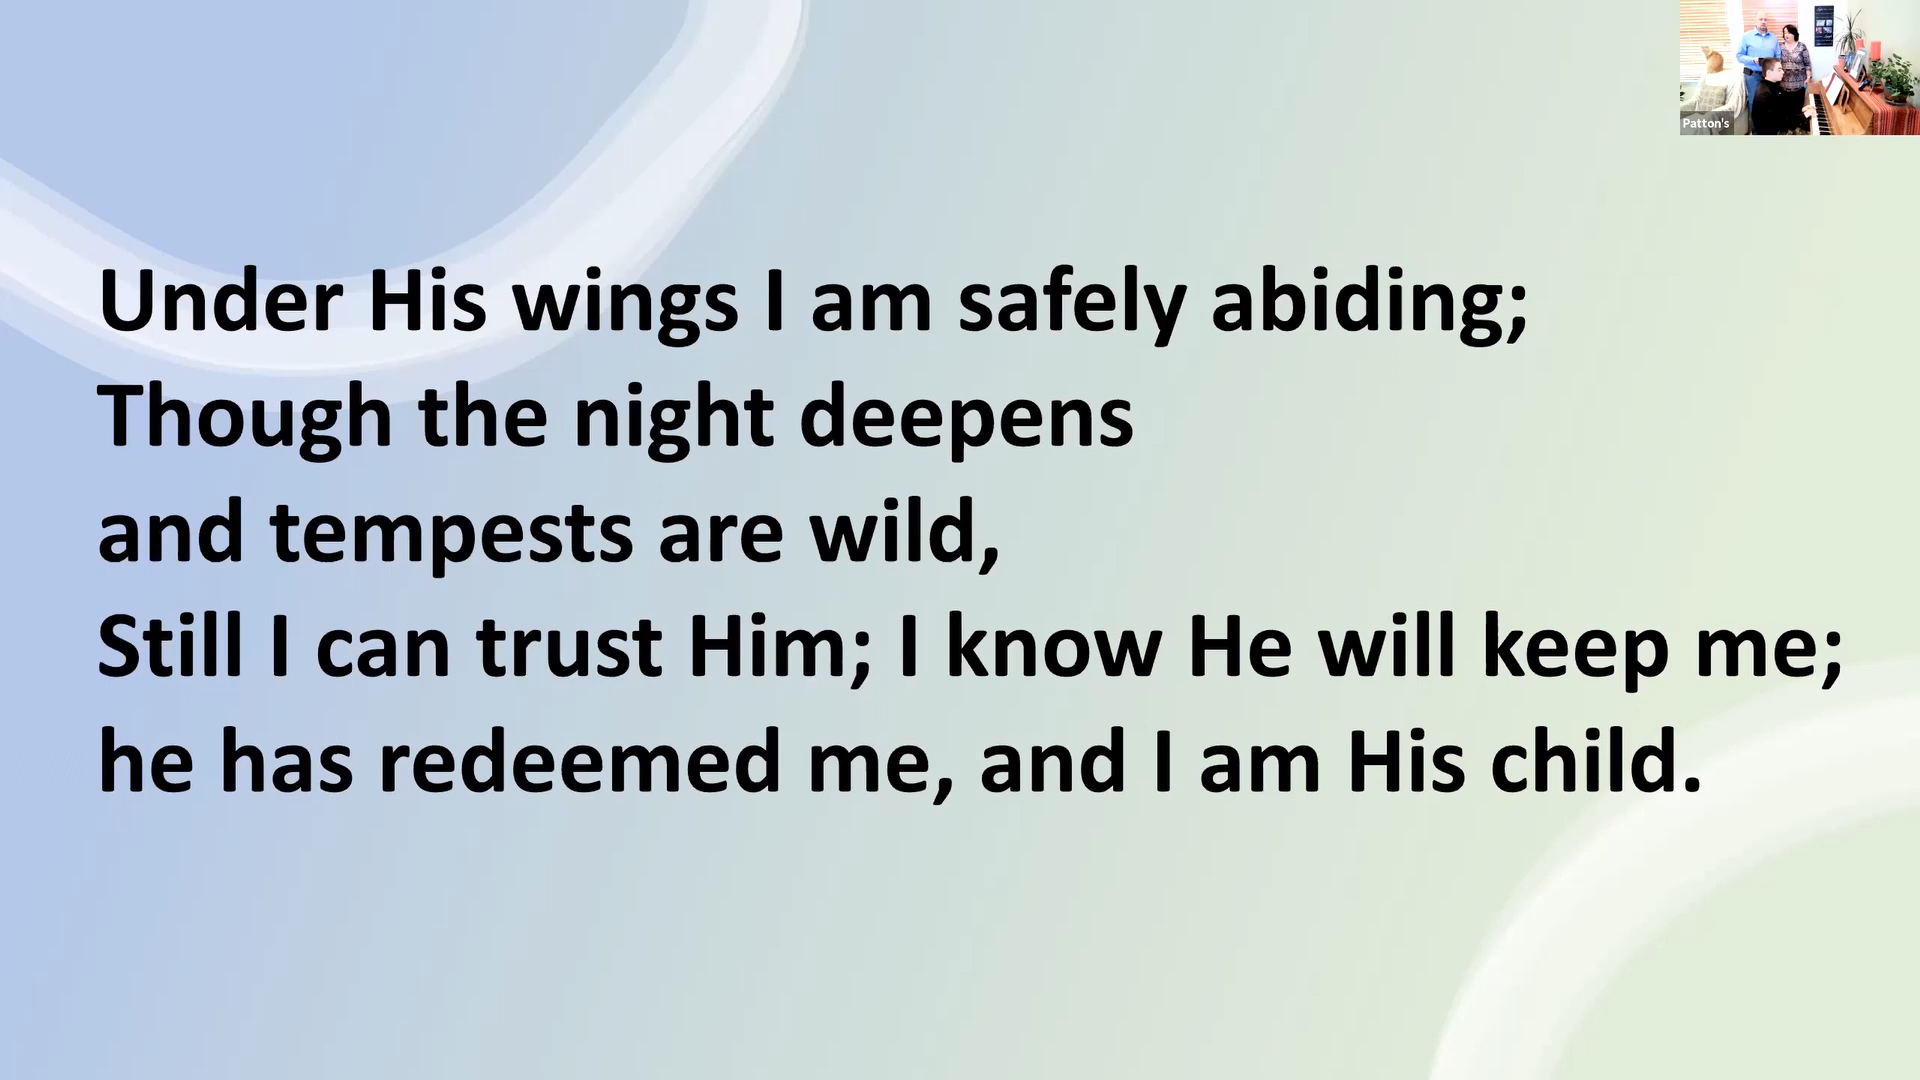 Patton's
Under His wings I am safely abiding;
Though the night deepens
and tempests are wild,
Still I can trust Him; I know He will keep me;
he has redeemed me, and I am His child.